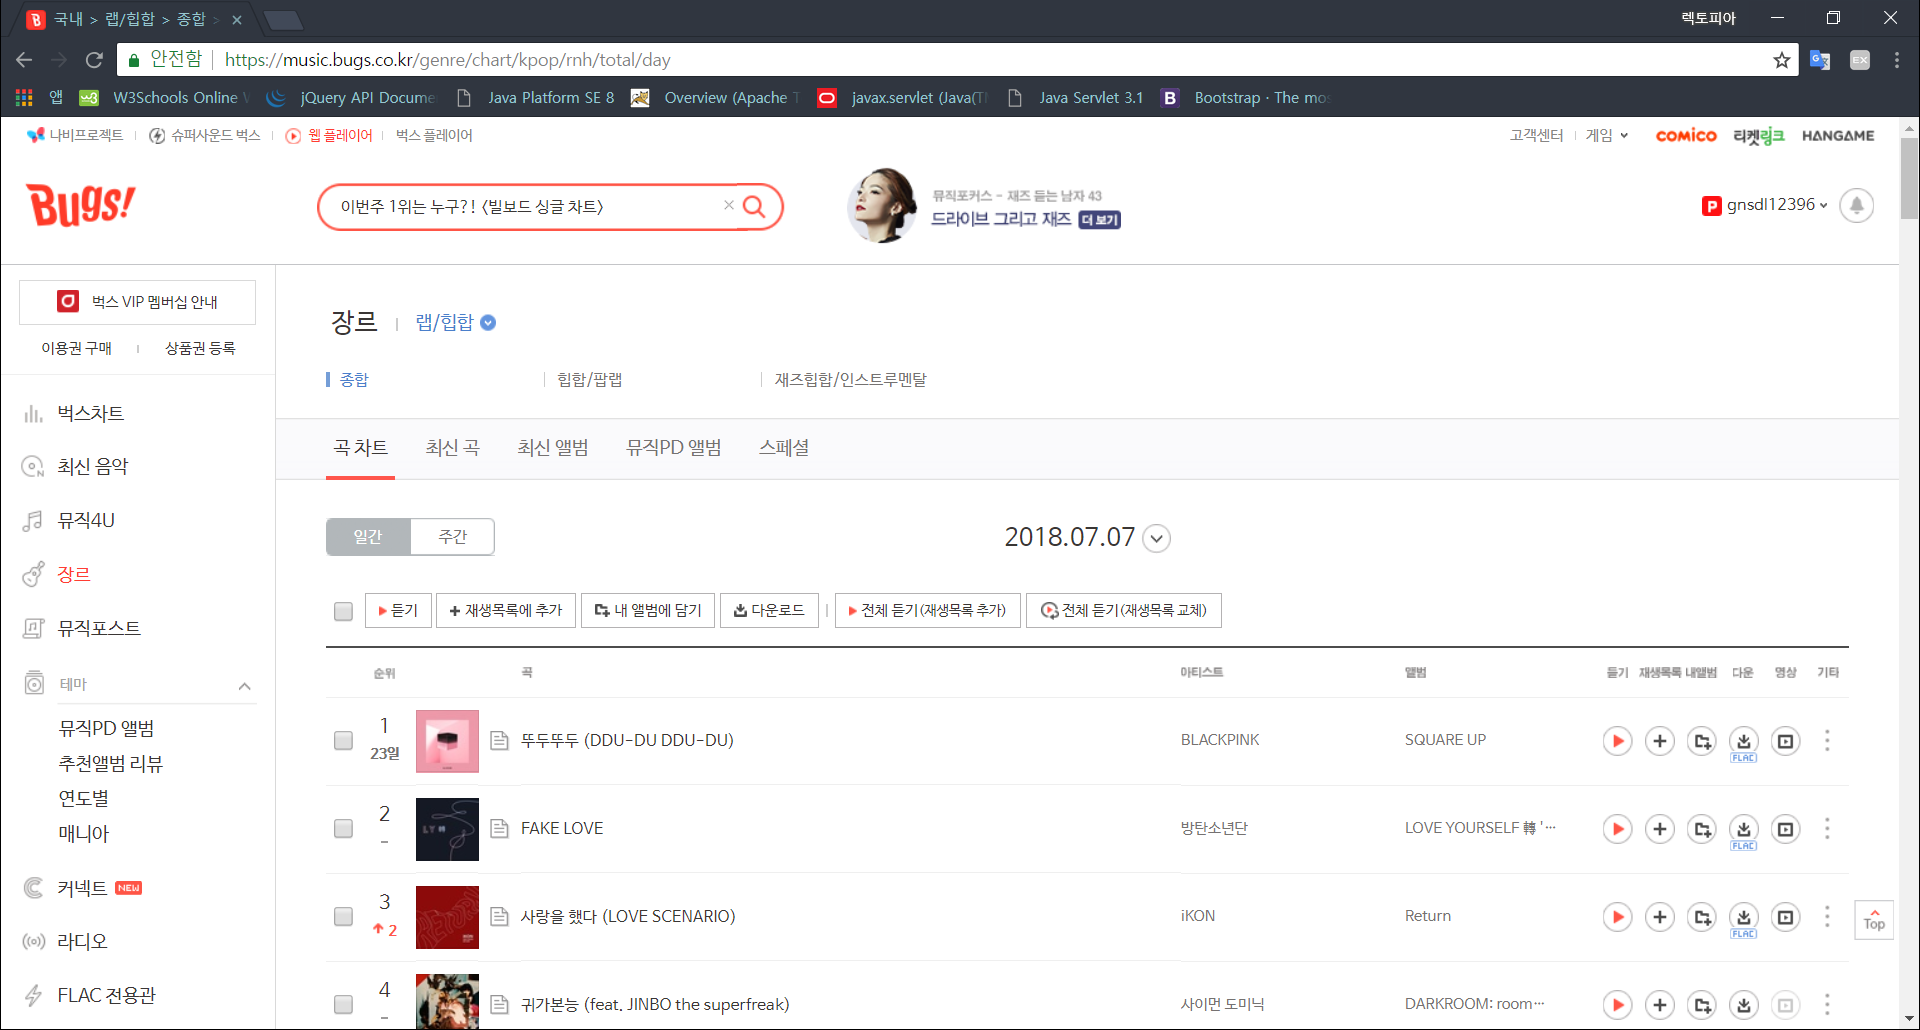 국내 > 랩/힙합 > 종합 >
렉토피아
안전함 https://music.bugs.co.kr/genre/chart/kpop/rnh/total/day
앱 W3Schools Online jQuery API Docume Java Platform SE 8 Overview (Apache javax.servlet (Java(T Java Servlet 3.1 Bootstrap · The mos
나비프로젝트 슈퍼사운드 벅스 웹 플레이어 벅스 플레이어 고객센터 게임 comico 티켓링크 HANGAME
Bugs!
이번주 1위는 누구?! <빌보드 싱글 차트>
뮤직포커스 - 재즈 듣는 남자 43
드라이브 그리고 재즈 더 보기
gnsdl12396
벅스 VIP 멤버십 안내
이용권 구매 상품권 등록
벅스차트
최신 음악
뮤직4U
장르
뮤직포스트
테마
뮤직PD 앨범
추천앨범 리뷰
연도별
매니아
커넥트 NEW
라디오
FLAC 전용관
장르 랩/힙합
종합 힙합/팝랩 재즈힙합/인스트루멘탈
곡 차트 최신 곡 최신 앨범 뮤직PD 앨범 스페셜
일간 주간 2018.07.07
듣기 재생목록에 추가 내 앨범에 담기 다운로드 전체 듣기(재생목록 추가) 전체 듣기(재생목록 교체)
순위 곡 아티스트 앨범 듣기 재생목록 내앨범 다운 영상 기타
1 23일 뚜두뚜두 (DDU-DU DDU-DU) BLACKPINK SQUARE UP FLAC
2 - FAKE LOVE 방탄소년단 LOVE YOURSELF 轉 '… FLAC
3 2 사랑을 했다 (LOVE SCENARIO) iKON Return FLAC
4 - 귀가본능 (feat. JINBO the superfreak) 사이먼 도미닉 DARKROOM: room…
Top